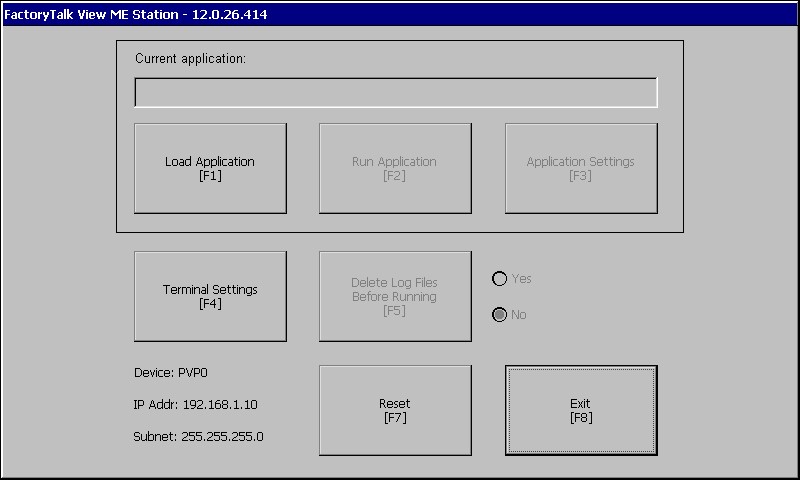 FactoryTalk View ME Station - 12.0.26.414
Current application:
Load Application
[F1]
Run Application
[F2]
Application Settings
[F3]
Terminal Settings
[F4]
Delete Log Files
Before Running
[F5]
Yes
No
Device: PVP0
IP Addr: 192.168.1.10
Subnet: 255.255.255.0
Reset
[F7]
Exit
[F8]